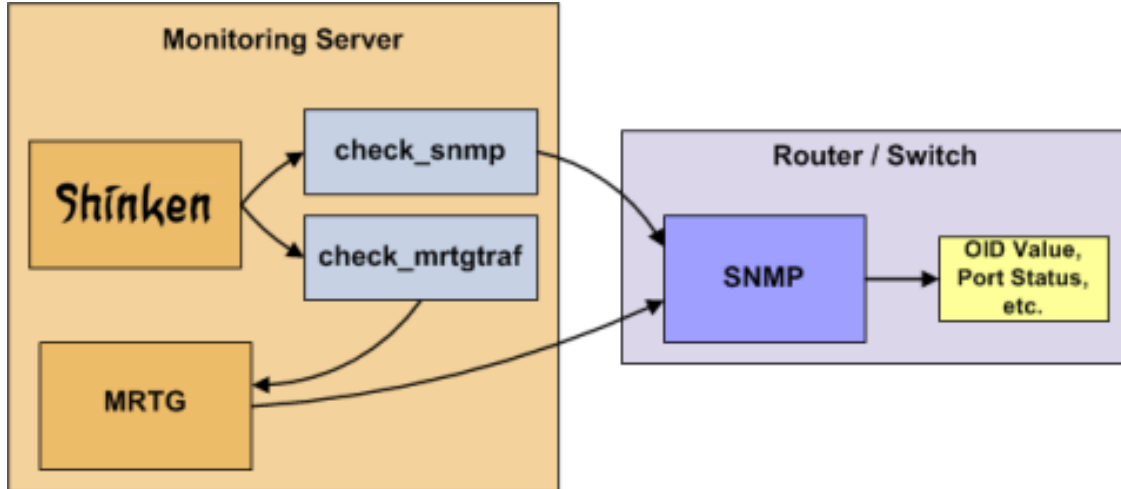 Monitoring Server
Shinken
check_snmp
check_mrtgtraf
MRTG
Router / Switch
SNMP
OID Value,
Port Status,
etc.